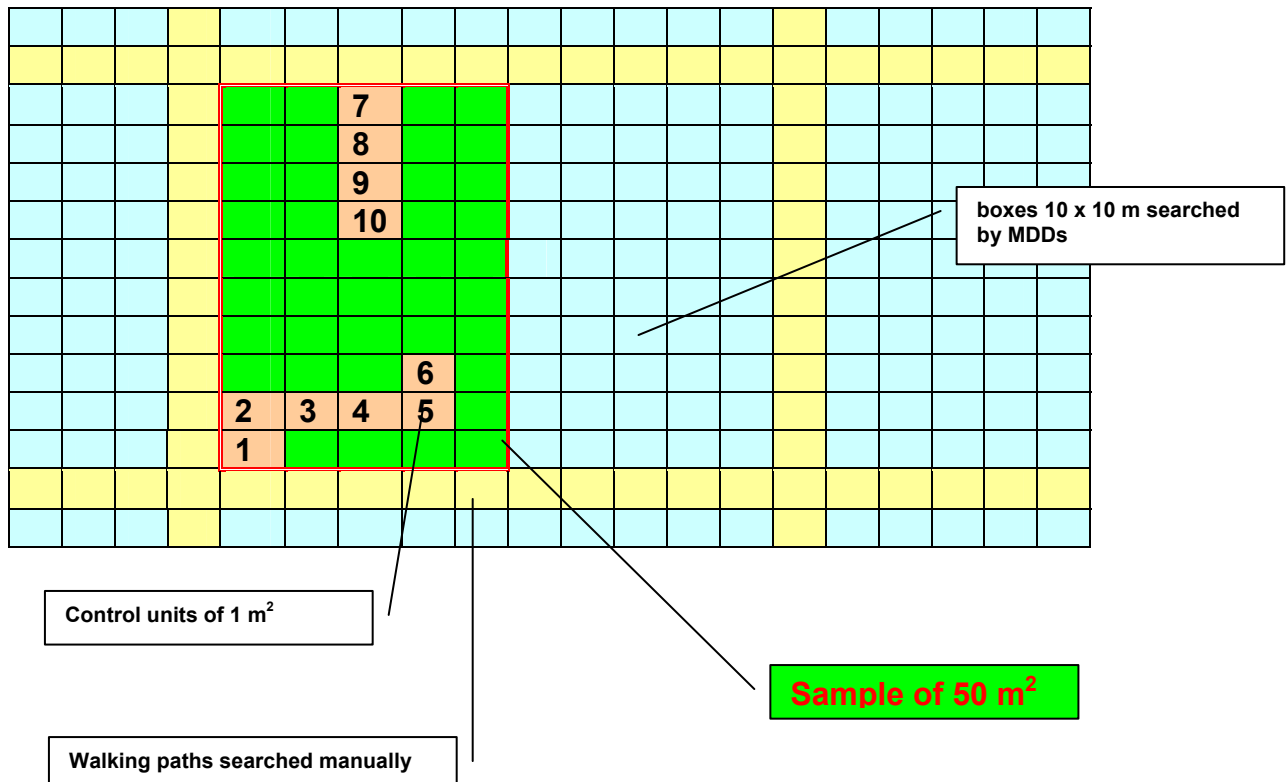 7
8
9
10
boxes 10 x 10 m searched
by MDDs
6
2 3 4 5
1
Control units of 1 m²
Sample of 50 m²
Walking paths searched manually